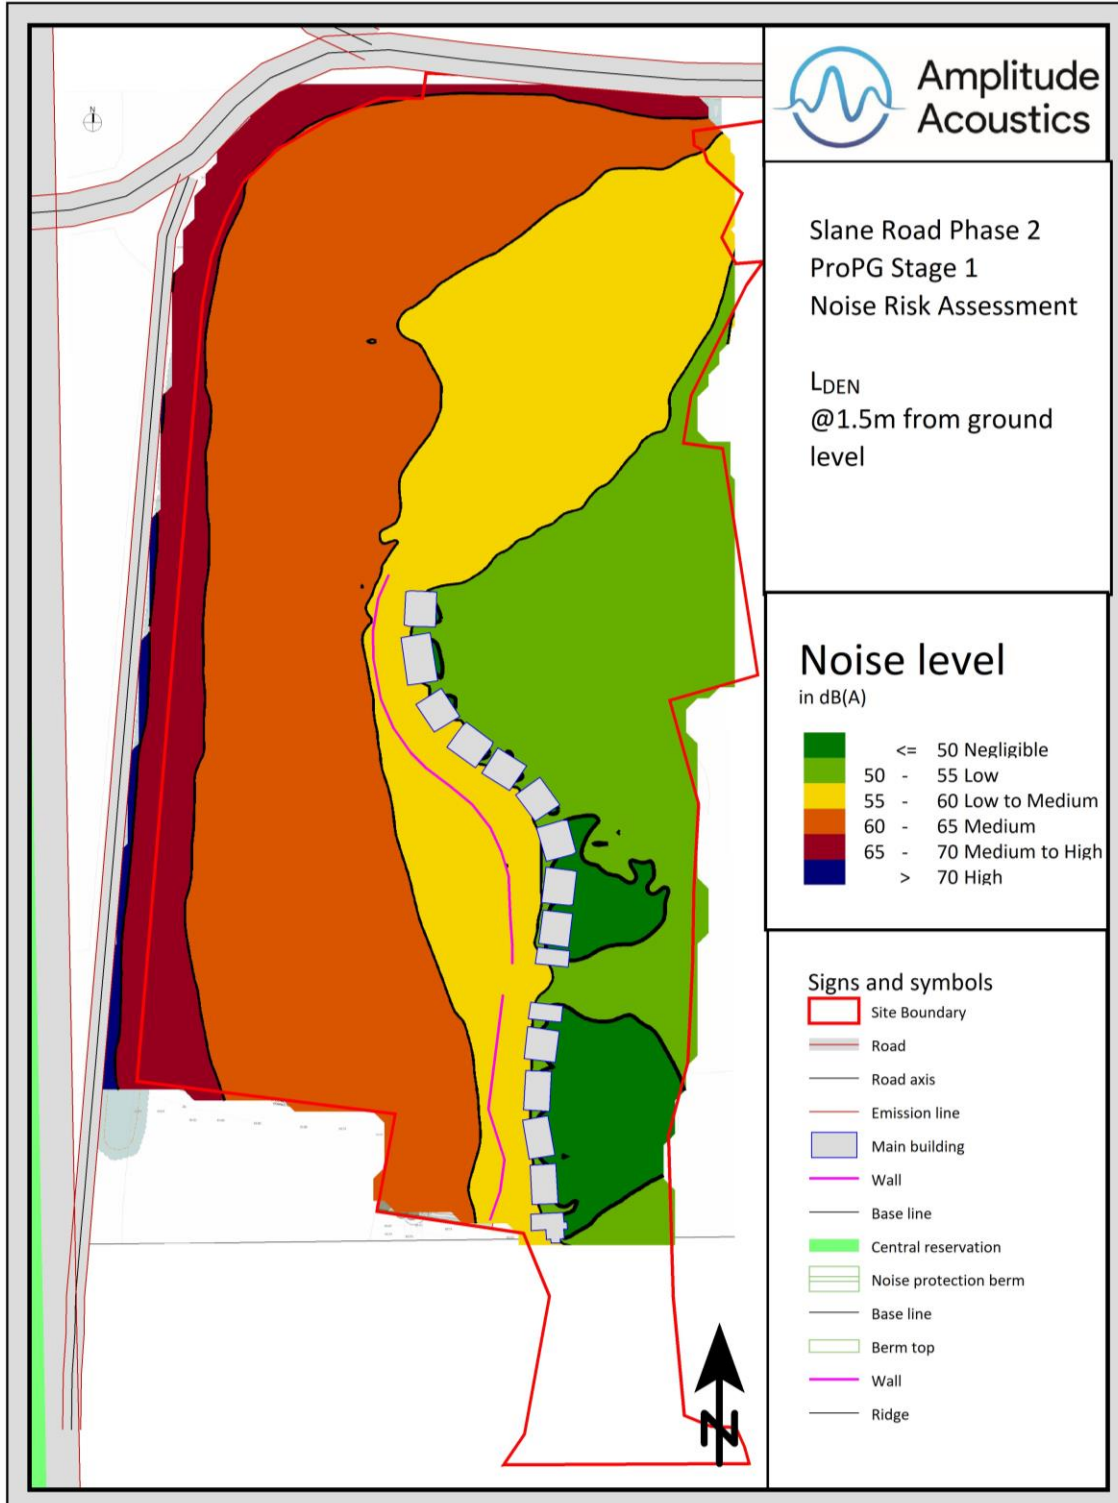 N
Amplitude
Acoustics
Slane Road Phase 2
ProPG Stage 1
Noise Risk Assessment
LDEN
@1.5m from ground
level
Noise level
in dB(A)
<= 50 Negligible
50 - 55 Low
55 - 60 Low to Medium
60 - 65 Medium
65 - 70 Medium to High
> 70 High
Signs and symbols
Site Boundary
Road
Road axis
Emission line
Main building
Wall
Base line
Central reservation
Noise protection berm
Base line
Berm top
Wall
Ridge
N